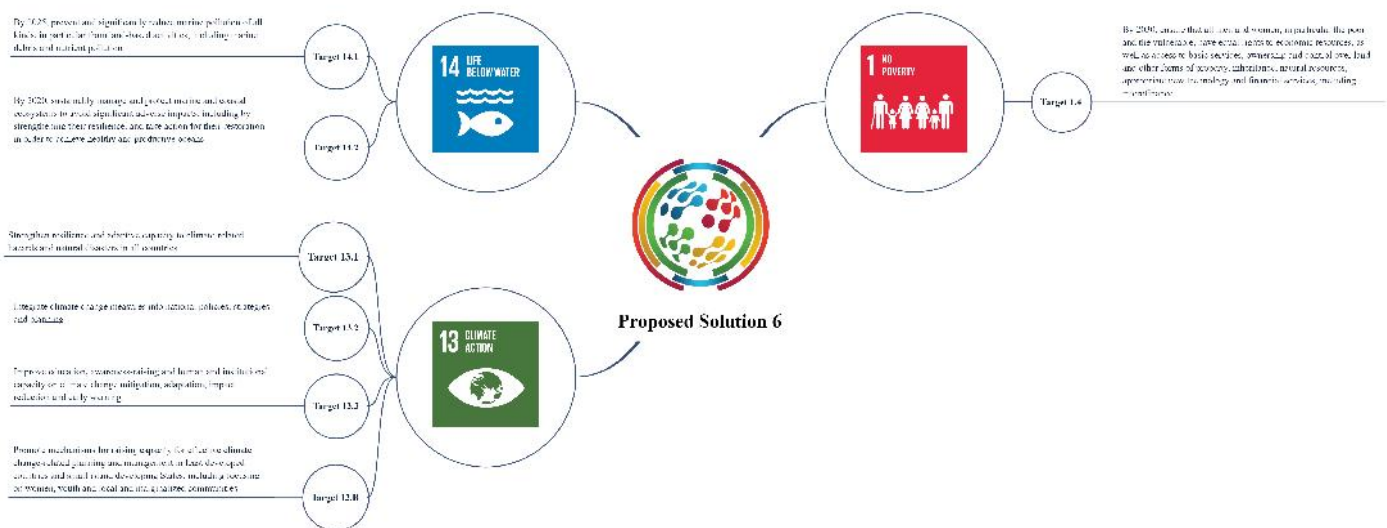 By 2025, prevent and significantly reduce marine pollution of all
kinds, in particular from land-based activities, including marine
debris and nutrient pollution
Target 14.1
By 2020, sustainably manage and protect marine and coastal
ecosystems to avoid significant adverse impacts, including by
strengthening their resilience, and take action for their restoration
in order to achieve healthy and productive oceans
Target 14.2
14 LIFE
BELOW WATER
Strengthen resilience and adaptive capacity to climate-related
hazards and natural disasters in all countries
Target 13.1
Integrate climate change measures into national policies, strategies
and planning
Target 13.2
Improve education, awareness-raising and human and institutional
capacity on climate change mitigation, adaptation, impact
reduction and early warning
Target 13.3
Promote mechanisms for raising capacity for effective climate
change-related planning and management in least developed
countries and small island developing States, including focusing
on women, youth and local and marginalized communities
Target 13.B
13 CLIMATE
ACTION
Proposed Solution 6
1 NO
POVERTY
Target 1.4
By 2030, ensure that all men and women, in particular the poor
and the vulnerable, have equal rights to economic resources, as
well as access to basic services, ownership and control over land
and other forms of property, inheritance, natural resources,
appropriate new technology and financial services, including
microfinance